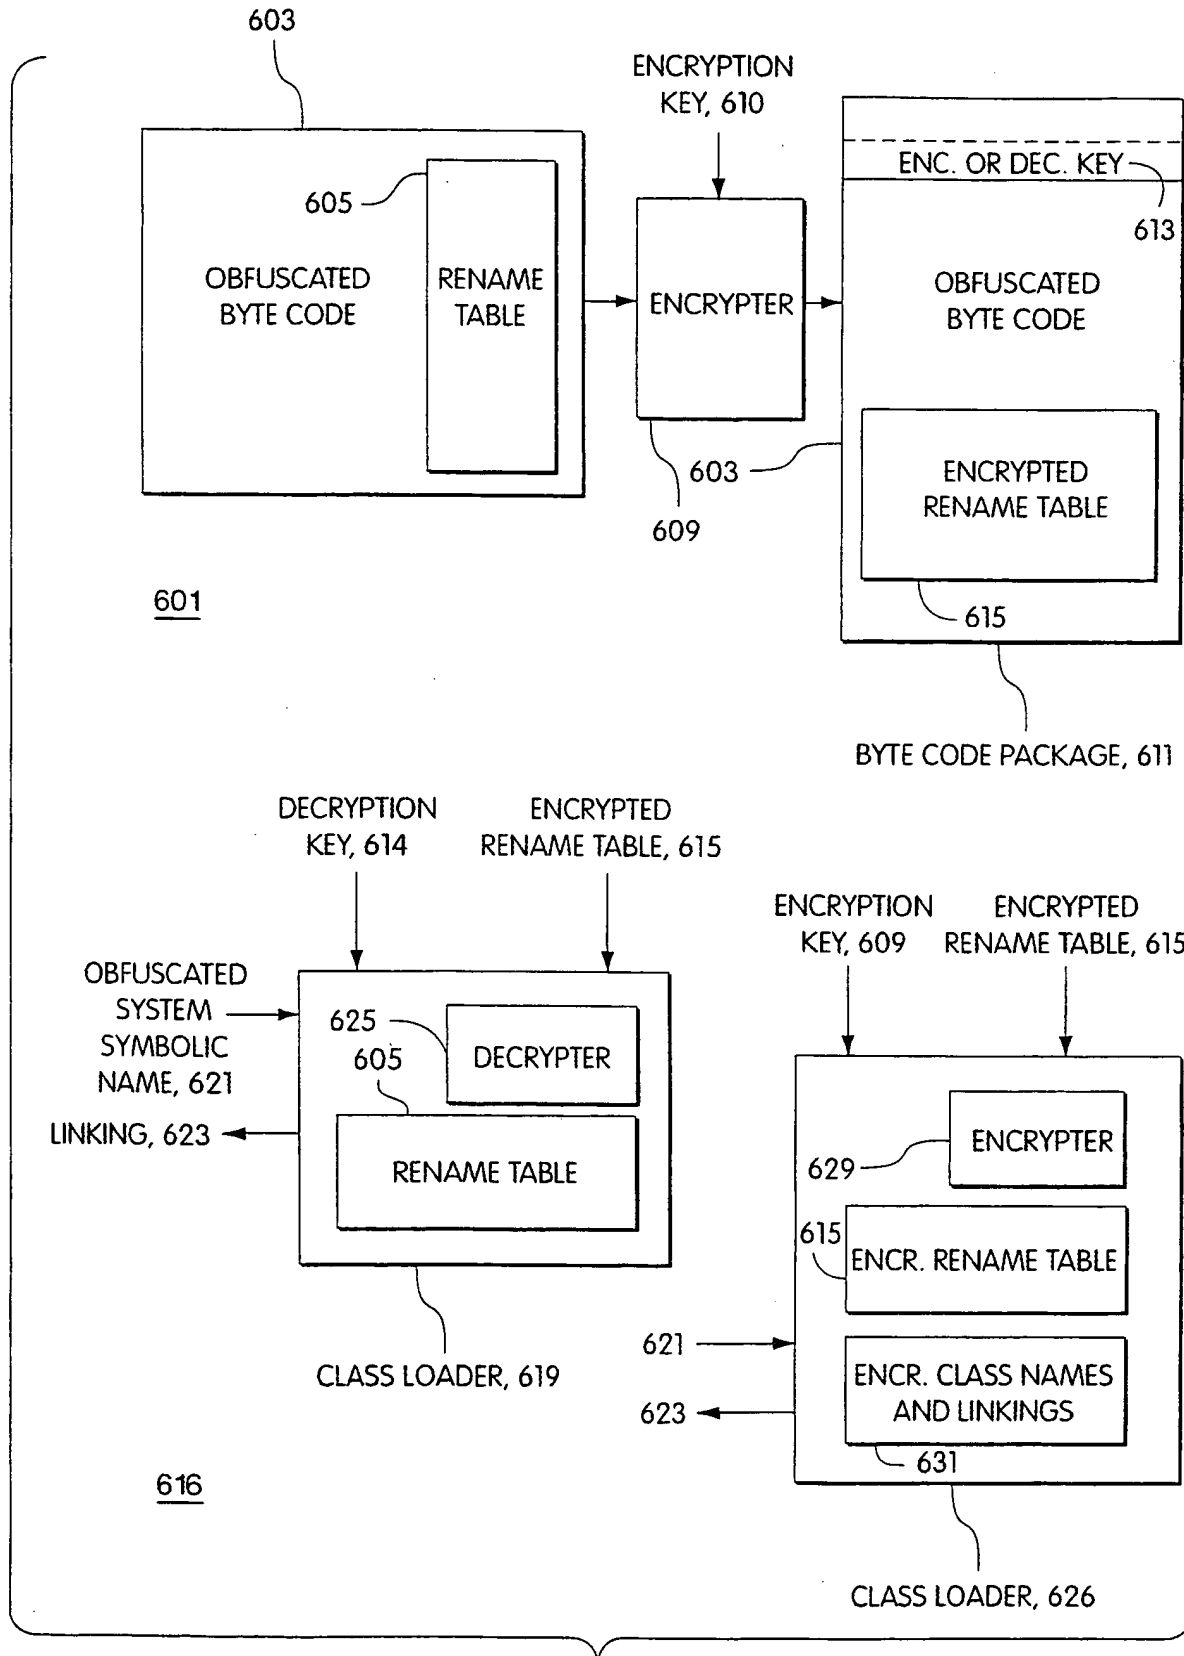 603
ENCRYPTION
KEY, 610
ENC. OR DEC. KEY
613
605
OBFUSCATED
BYTE CODE
RENAME
TABLE
ENCRYPTER
OBFUSCATED
BYTE CODE
603
609
ENCRYPTED
RENAME TABLE
615
601
BYTE CODE PACKAGE, 611
DECRYPTION
KEY, 614
ENCRYPTED
RENAME TABLE, 615
OBFUSCATED
SYSTEM
SYMBOLIC
NAME, 621
LINKING, 623
625
DECRYPTER
605
RENAME TABLE
CLASS LOADER, 619
616
ENCRYPTION
KEY, 609
ENCRYPTED
RENAME TABLE, 615
ENCRYPTER
629
615
ENCR. RENAME TABLE
621
623
ENCR. CLASS NAMES
AND LINKINGS
631
CLASS LOADER, 626